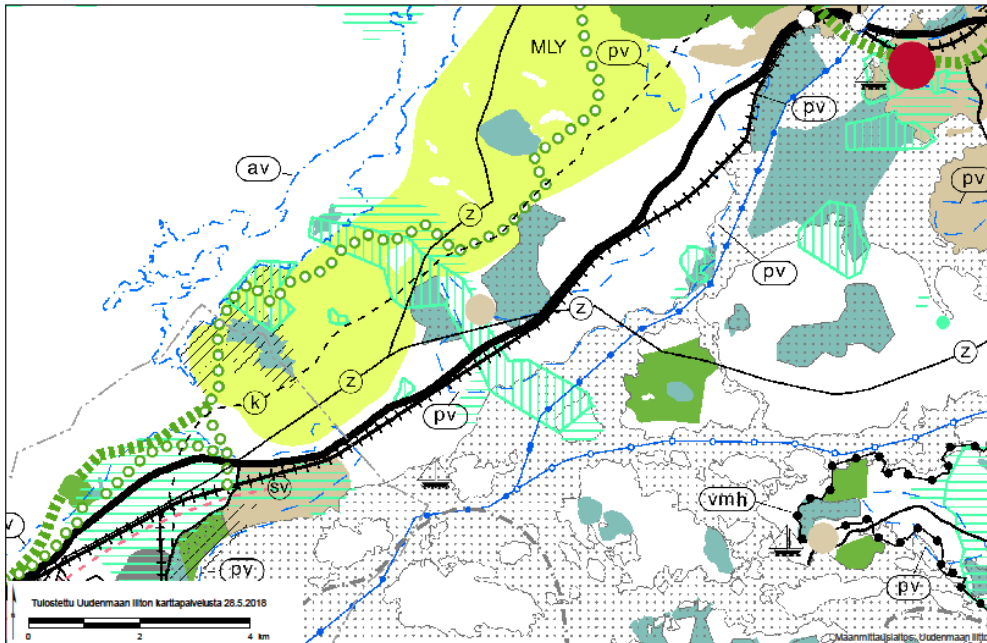 MLY
pv
pv
av
pv
z
pv
z
z
z
k
pv
sv
vmh
v
pv
pv
Tulostettu Uudenmaan liiton karttapalvelusta 28.5.2018
0 2 4 km
Maanmittauslaitos, Uudenmaan liitto